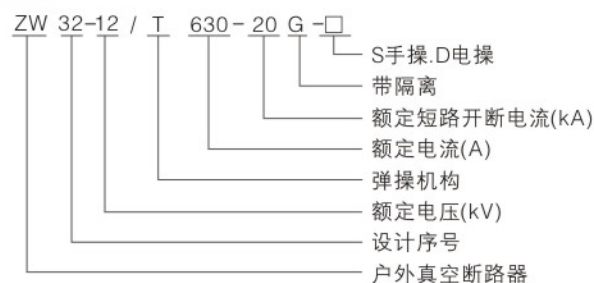 ZW 32-12 / T 630-20 G-□
S手操.D电操
带隔离
额定短路开断电流(kA)
额定电流(A)
弹操机构
额定电压(kV)
设计序号
户外真空断路器